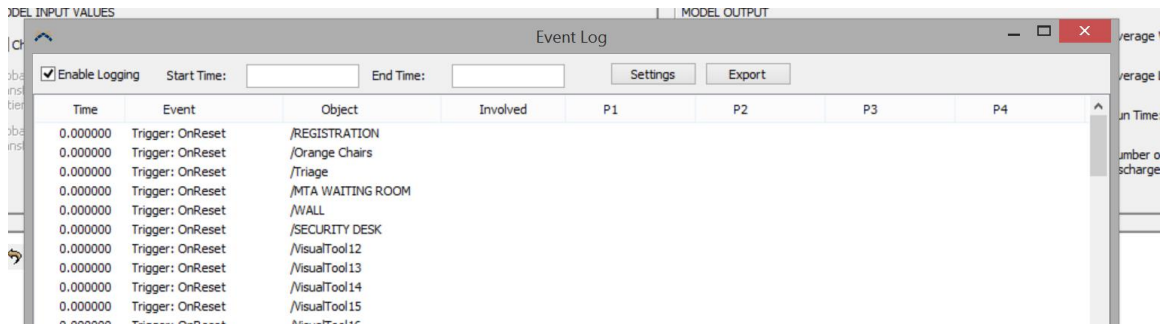 MODEL INPUT VALUES MODEL OUTPUT
Event Log
Enable Logging Start Time: End Time: Settings Export
Time Event Object Involved P1 P2 P3 P4
0.000000 Trigger: OnReset /REGISTRATION
0.000000 Trigger: OnReset /Orange Chairs
0.000000 Trigger: OnReset /Triage
0.000000 Trigger: OnReset /MTA WAITING ROOM
0.000000 Trigger: OnReset /WALL
0.000000 Trigger: OnReset /SECURITY DESK
0.000000 Trigger: OnReset /VisualTool12
0.000000 Trigger: OnReset /VisualTool13
0.000000 Trigger: OnReset /VisualTool14
0.000000 Trigger: OnReset /VisualTool15